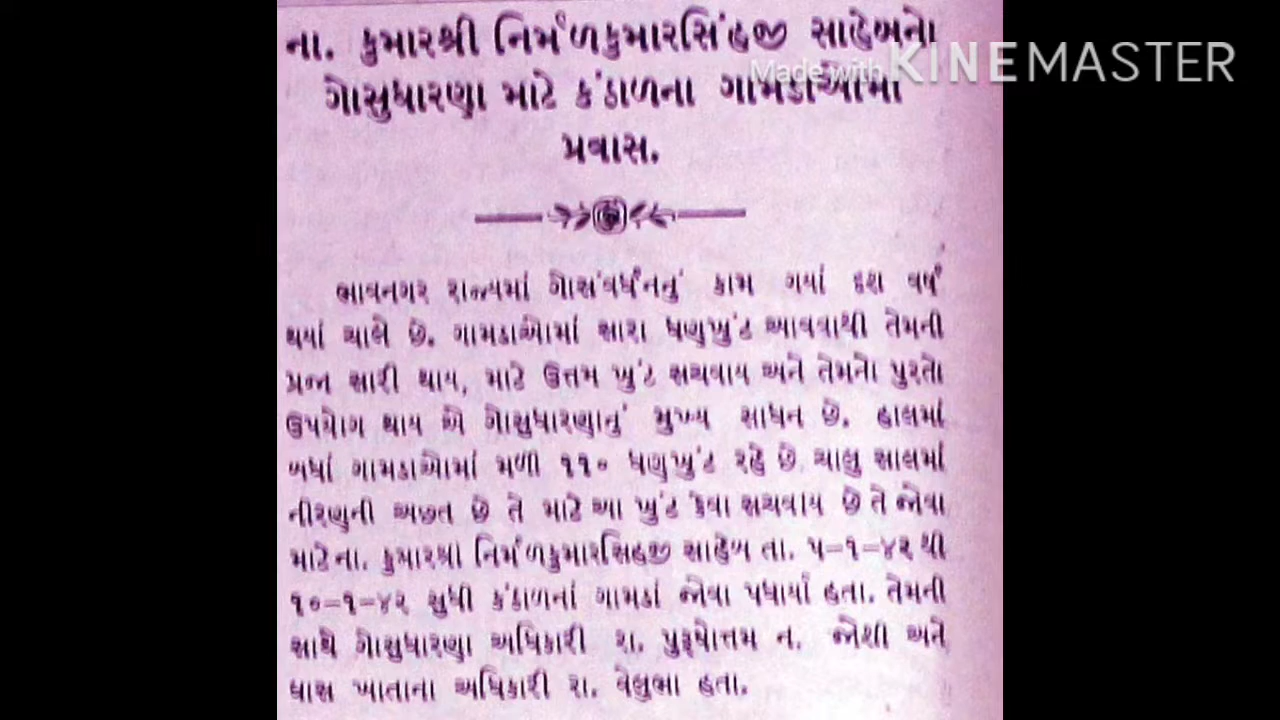 ના. કુમારશ્રી નિર્મળકુમારસિંહજી સાહેબનો
Made with KINEMASTER
ગોસુધારણા માટે કંઠાળના ગામડાઓમાં
પ્રવાસ.
ભાવનગર રાજ્યમાં ગોસંવર્ધનનું કામ ગયાં દશ વર્ષ
થયાં ચાલે છે. ગામડાઓમાં સારા ધણખુંટ આવવાથી તેમની
પ્રજા સારી થાય, માટે ઉત્તમ ખુંટ સચવાય અને તેમનો પુરતો
ઉપયોગ થાય એ ગોસુધારણાનું મુખ્ય સાધન છે. હાલમાં
બધાં ગામડાઓમાં મળી ૧૧૦ ધણખુંટ રહે છે ચાલુ સાલમાં
નીરણની અછત છે તે માટે આ ખુંટ કેવા સચવાય છે તે જોવા
માટે ના. કુમારશ્રી નિર્મળકુમારસિંહજી સાહેબ તા. ૫-૧-૪૨ થી
૧૦-૧-૪૨ સુધી કંઠાળનાં ગામડાં જોવા પધાર્યા હતા. તેમની
સાથે ગોસુધારણા અધિકારી રા. પુરૂષોત્તમ ન. જોશી અને
ઘાસ ખાતાના અધિકારી રા. વેલુભા હતા.